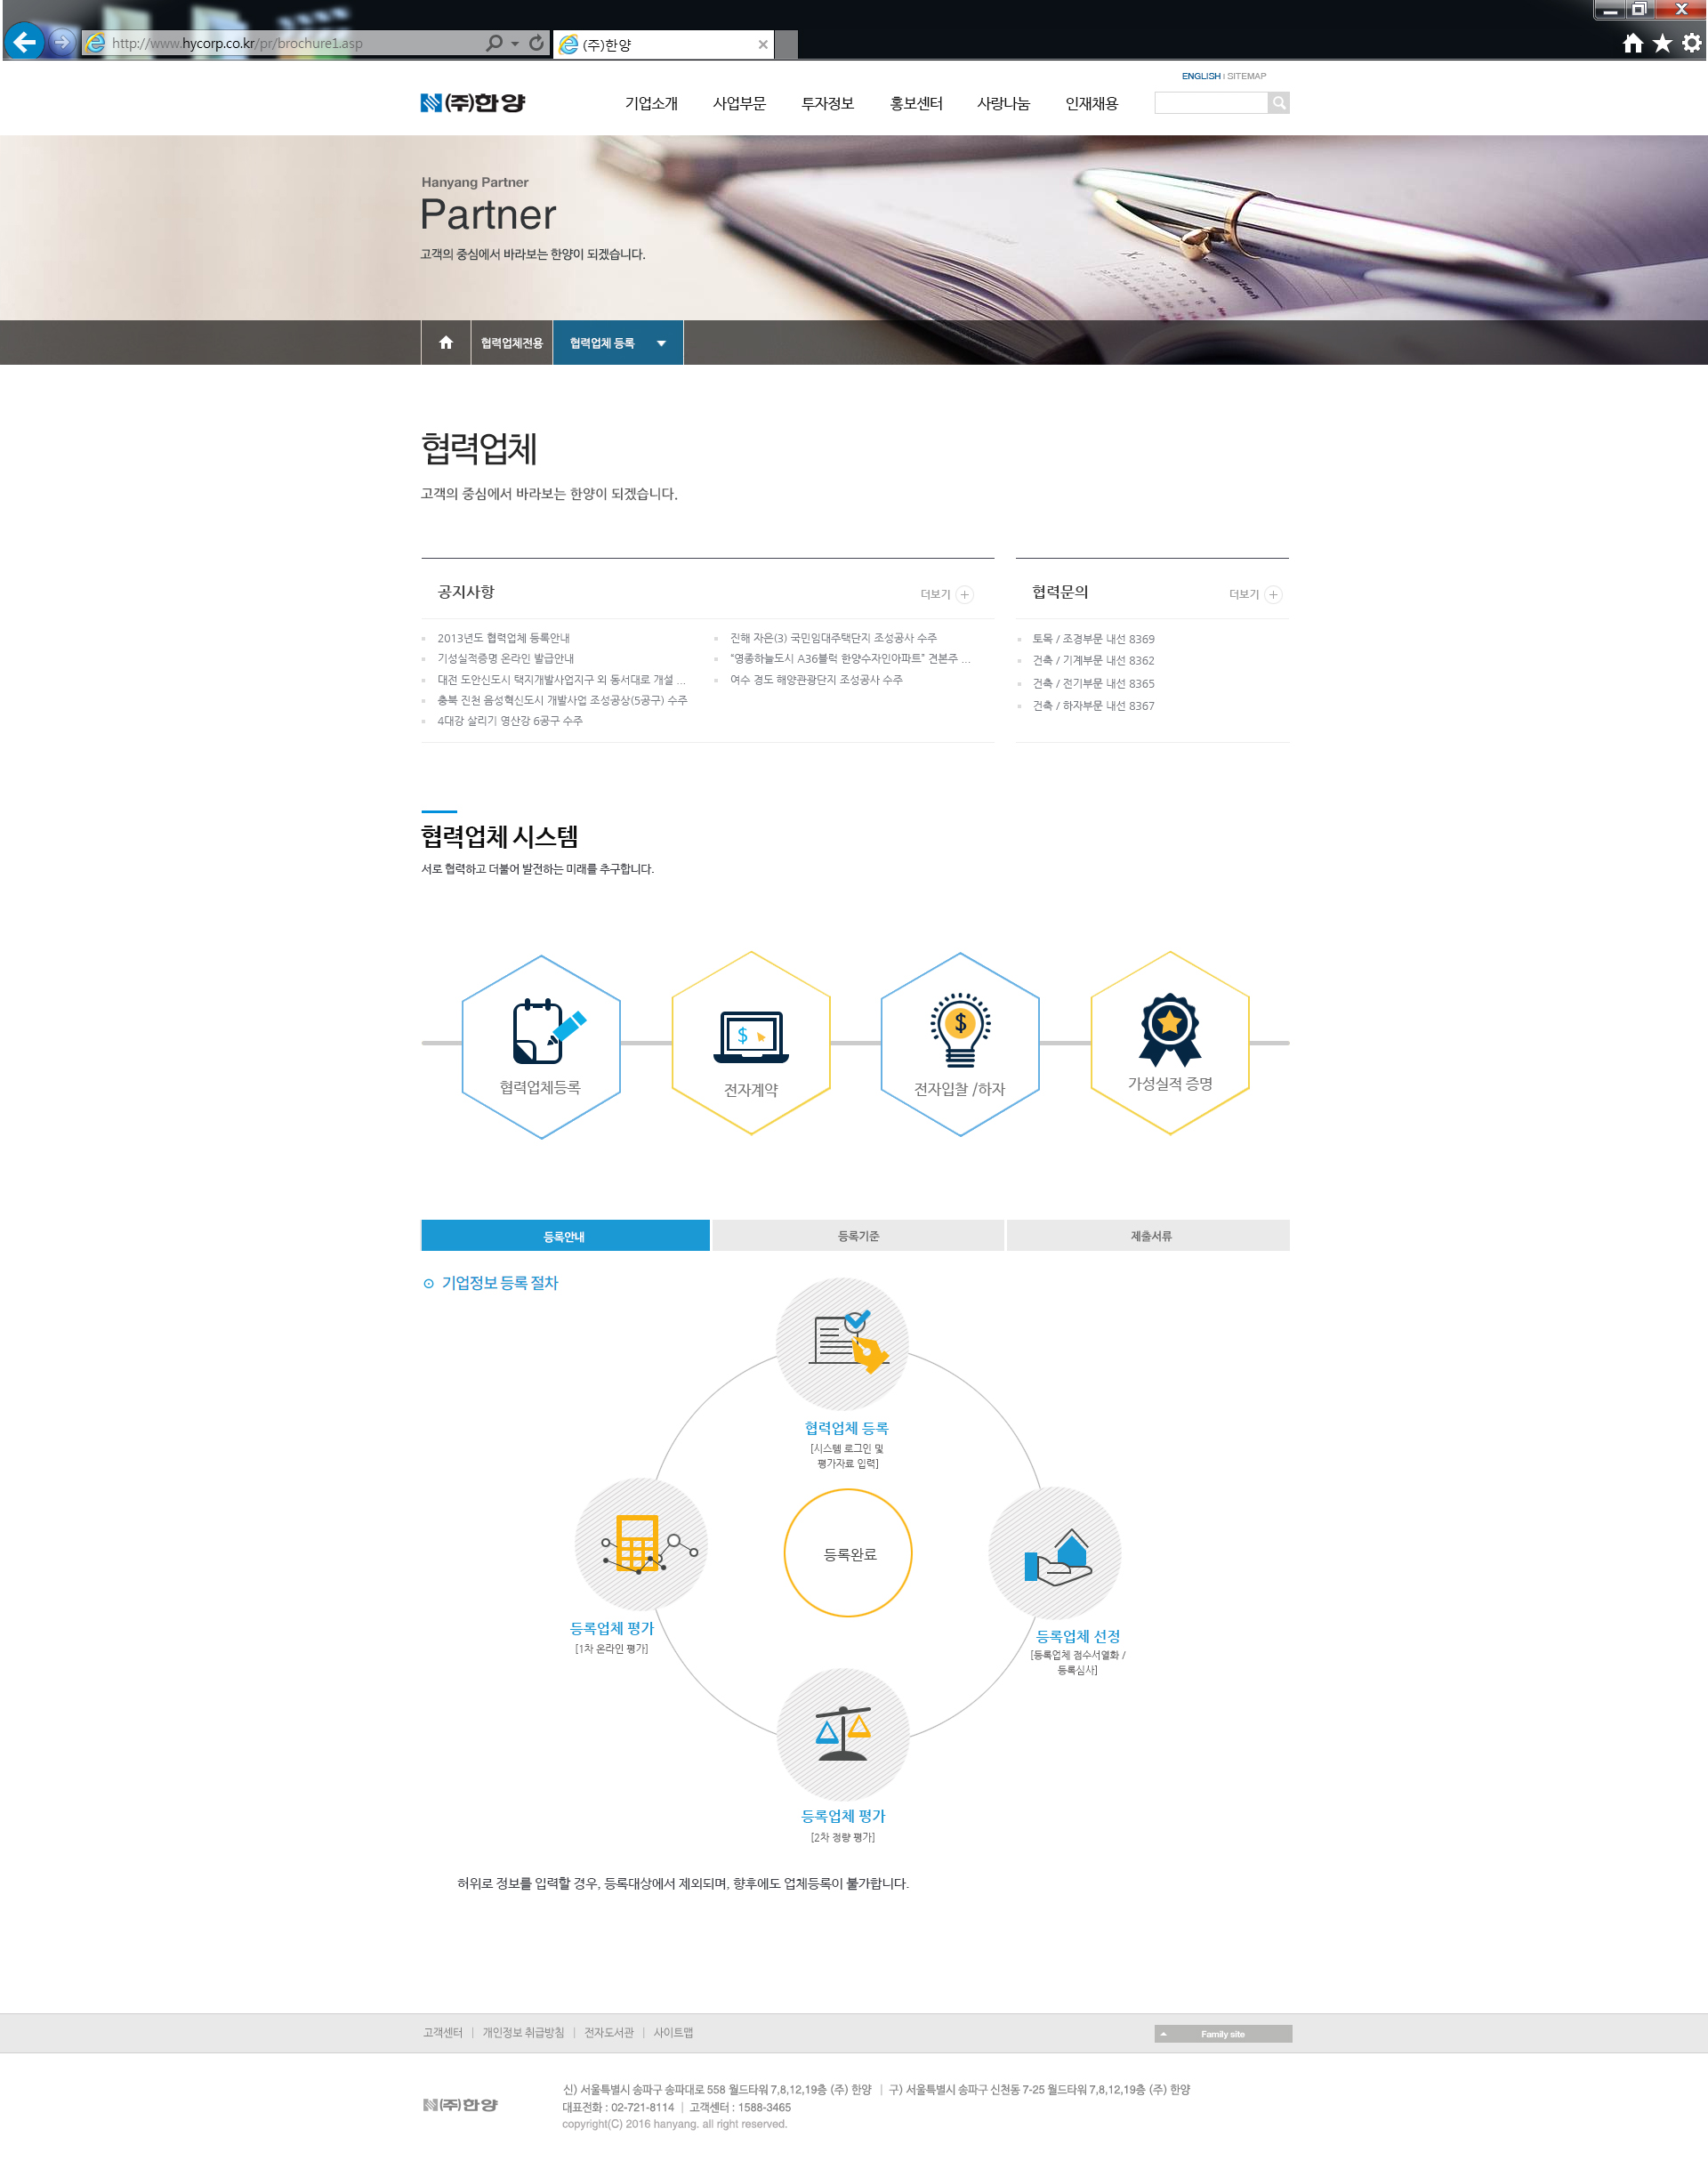 http://www.hycorp.co.kr/pr/brochure1.asp
(주)한양
ENGLISH | SITEMAP
(주)한양
기업소개 사업부문 투자정보 홍보센터 사랑나눔 인재채용
Hanyang Partner
Partner
고객의 중심에서 바라보는 한양이 되겠습니다.
협력업체전용 협력업체 등록
협력업체
고객의 중심에서 바라보는 한양이 되겠습니다.
공지사항 더보기
2013년도 협력업체 등록안내
기성실적증명 온라인 발급안내
대전 도안신도시 택지개발사업지구 외 동서대로 개설 ...
충북 진천 음성혁신도시 개발사업 조성공상(5공구) 수주
4대강 살리기 영산강 6공구 수주
진해 자은(3) 국민임대주택단지 조성공사 수주
"영종하늘도시 A36블럭 한양수자인아파트" 견본주 ...
여수 경도 해양관광단지 조성공사 수주
협력문의 더보기
토목 / 조경부문 내선 8369
건축 / 기계부문 내선 8362
건축 / 전기부문 내선 8365
건축 / 하자부문 내선 8367
협력업체 시스템
서로 협력하고 더불어 발전하는 미래를 추구합니다.
협력업체등록
전자계약
전자입찰 /하자
가성실적 증명
등록안내 등록기준 제출서류
기업정보 등록 절차
협력업체 등록
[시스템 로그인 및
평가자료 입력]
등록완료
등록업체 평가
[1차 온라인 평가]
등록업체 선정
[등록업체 점수서열화 /
등록심사]
등록업체 평가
[2차 정량 평가]
허위로 정보를 입력할 경우, 등록대상에서 제외되며, 향후에도 업체등록이 불가합니다.
고객센터 | 개인정보 취급방침 | 전자도서관 | 사이트맵
Family site
(주)한양
신) 서울특별시 송파구 송파대로 558 월드타워 7,8,12,19층 (주) 한양 | 구) 서울특별시 송파구 신천동 7-25 월드타워 7,8,12,19층 (주) 한양
대표전화 : 02-721-8114 | 고객센터 : 1588-3465
copyright(C) 2016 hanyang. all right reserved.